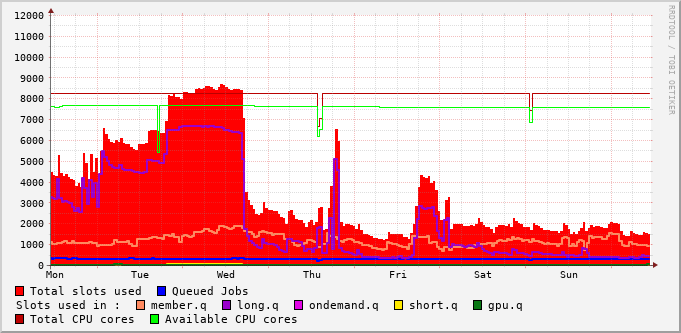 12000
11000
10000
9000
8000
7000
6000
5000
4000
3000
2000
1000
0
Mon Tue Wed Thu Fri Sat Sun
RRDTOOL / TOBI OETIKER
Total slots used Queued Jobs
Slots used in : member.q long.q ondemand.q short.q gpu.q
Total CPU cores Available CPU cores